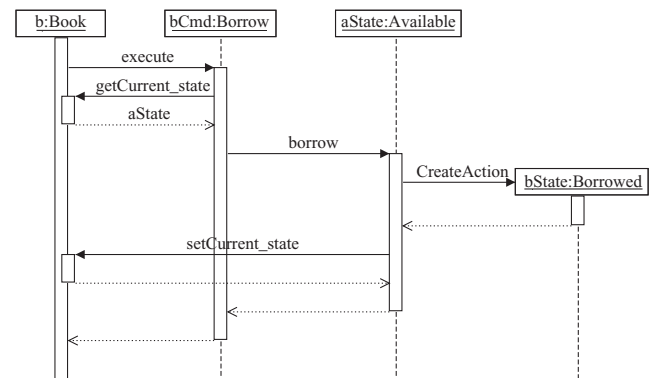 b:Book
bCmd:Borrow
aState:Available
execute
getCurrent_state
aState
borrow
CreateAction
bState:Borrowed
setCurrent_state